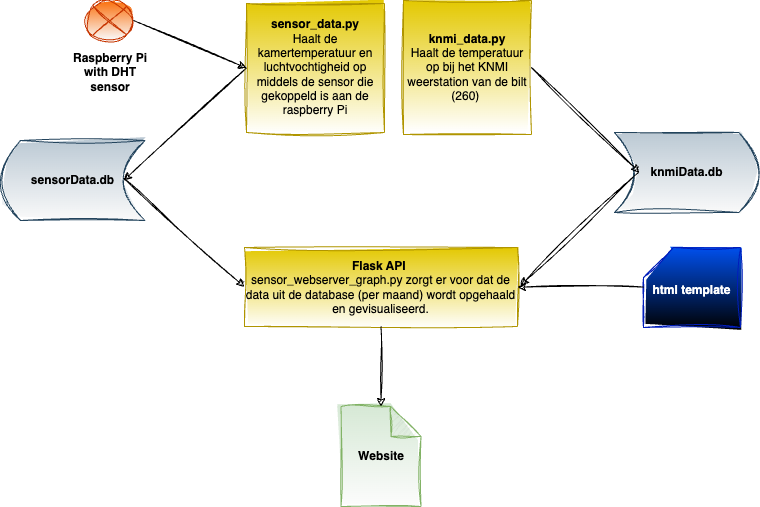 Raspberry Pi
with DHT
sensor
sensor_data.py
Haalt de
kamertemperatuur en
luchtvochtigheid op
middels de sensor die
gekoppeld is aan de
raspberry Pi
knmi_data.py
Haalt de temperatuur
op bij het KNMI
weerstation van de bilt
(260)
sensorData.db
knmiData.db
Flask API
sensor_webserver_graph.py zorgt er voor dat de
data uit de database (per maand) wordt opgehaald
en gevisualiseerd.
html template
Website